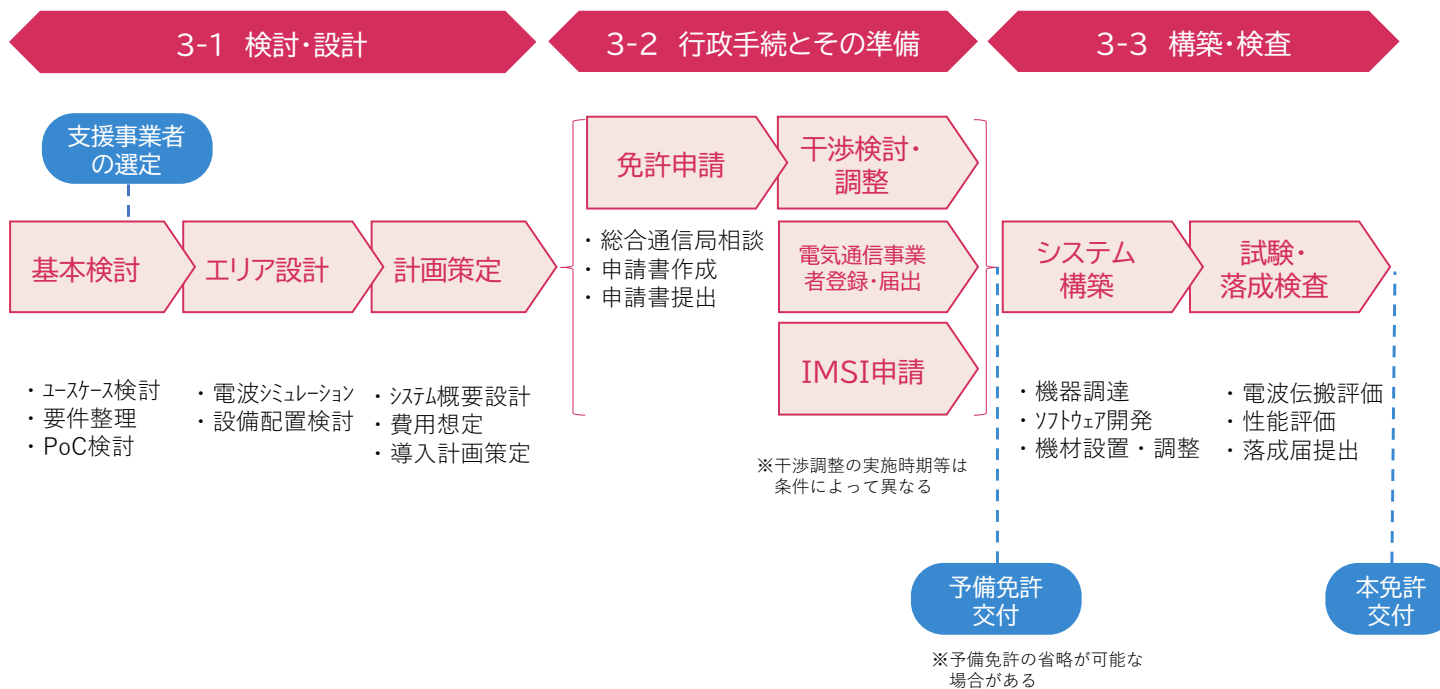 3-1 検討・設計
3-2 行政手続とその準備
3-3 構築・検査
支援事業者
の選定
基本検討
エリア設計
計画策定
・ユースケース検討
・要件整理
・PoC検討
・電波シミュレーション
・設備配置検討
・システム概要設計
・費用想定
・導入計画策定
免許申請
・総合通信局相談
・申請書作成
・申請書提出
干渉検討・
調整
電気通信事業
者登録・届出
IMSI申請
※干渉調整の実施時期等は
条件によって異なる
システム
構築
試験・
落成検査
・機器調達
・ソフトウェア開発
・機材設置・調整
・電波伝搬評価
・性能評価
・落成届提出
予備免許
交付
※予備免許の省略が可能な
場合がある
本免許
交付